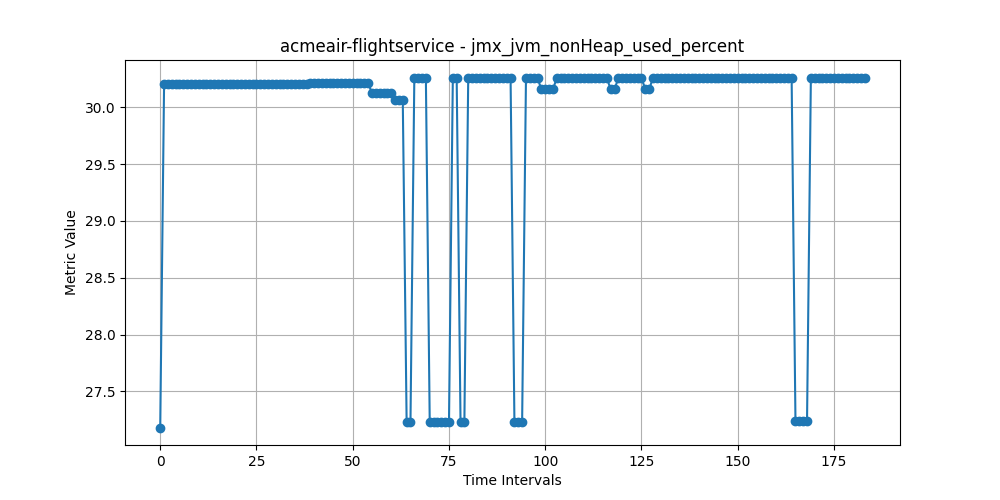 acmeair-flightservice - jmx_jvm_nonHeap_used_percent
30.0
29.5
29.0
28.5
28.0
27.5
Metric Value
0 25 50 75 100 125 150 175
Time Intervals